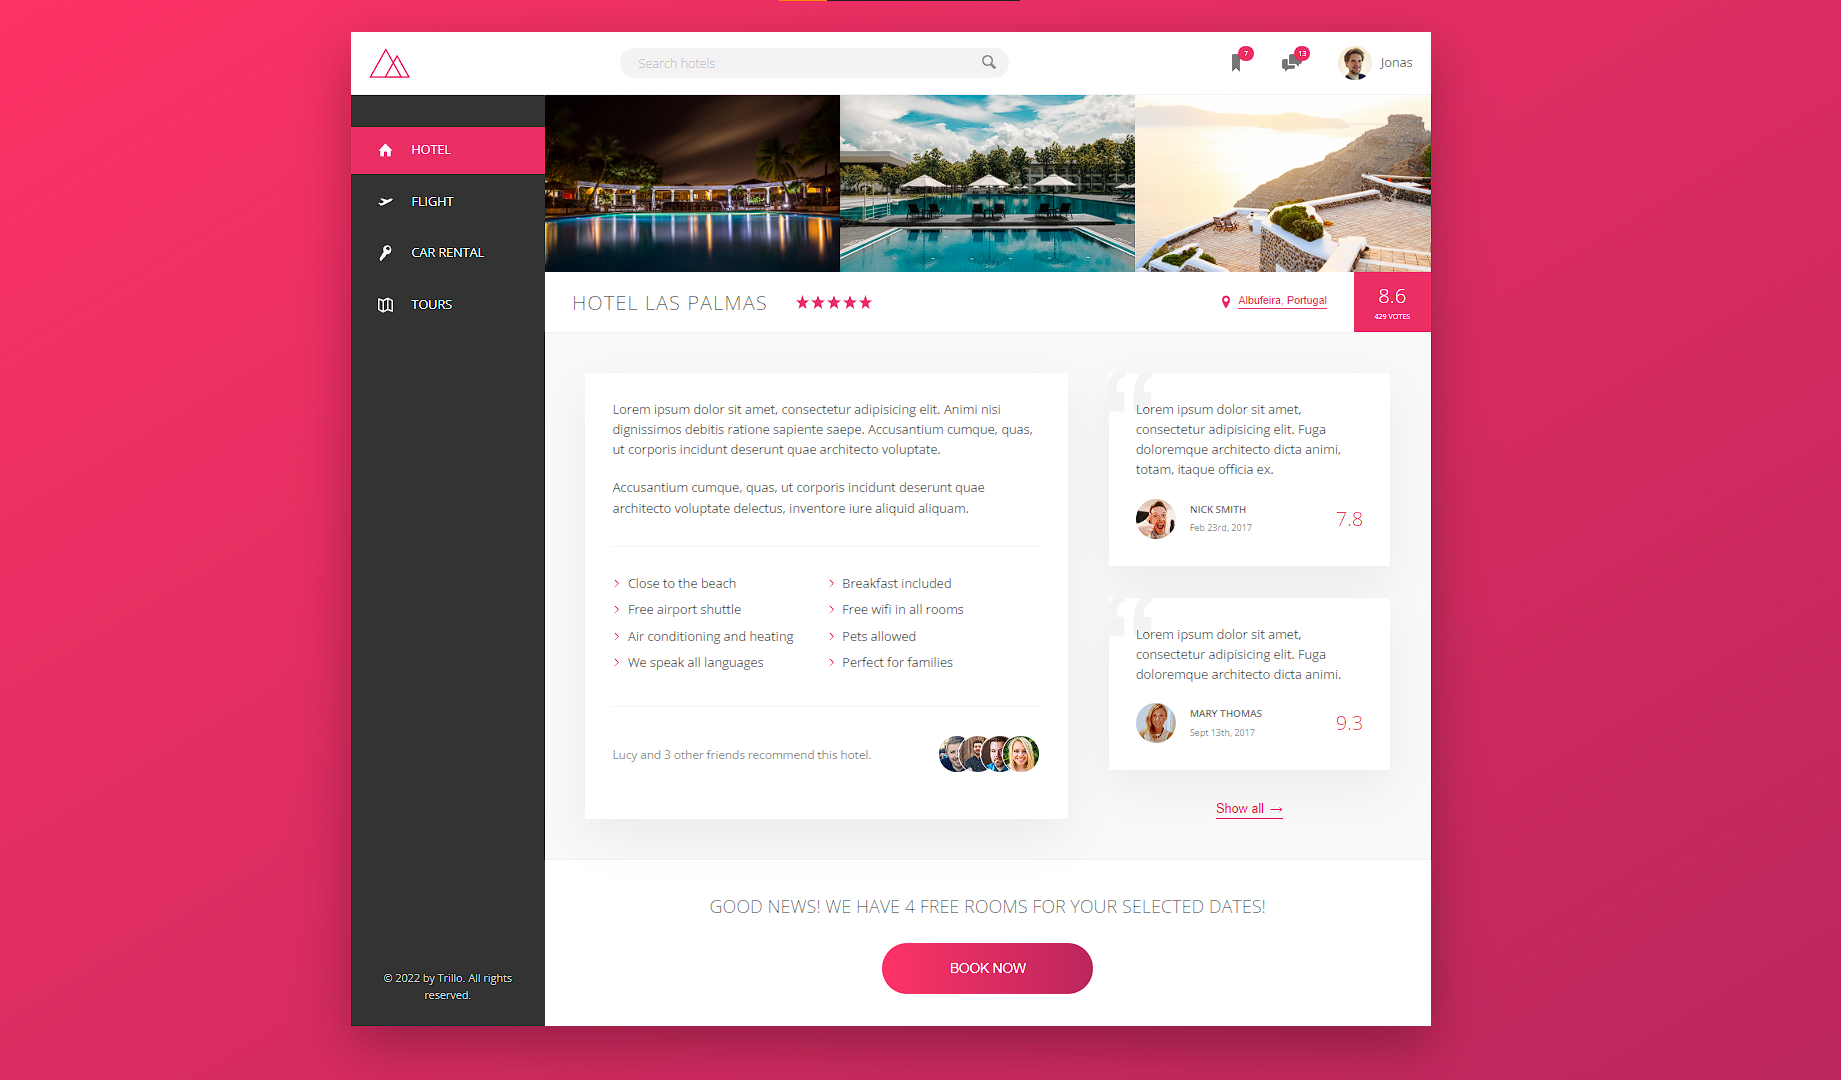 Search hotels
7
13
Jonas
HOTEL
FLIGHT
CAR RENTAL
TOURS
© 2022 by Trillo. All rights
reserved.
HOTEL LAS PALMAS
Albufeira, Portugal
8.6
429 VOTES
Lorem ipsum dolor sit amet, consectetur adipisicing elit. Animi nisi
dignissimos debitis ratione sapiente saepe. Accusantium cumque, quas,
ut corporis incidunt deserunt quae architecto voluptate.
Accusantium cumque, quas, ut corporis incidunt deserunt quae
architecto voluptate delectus, inventore iure aliquid aliquam.
Close to the beach
Free airport shuttle
Air conditioning and heating
We speak all languages
Breakfast included
Free wifi in all rooms
Pets allowed
Perfect for families
Lucy and 3 other friends recommend this hotel.
“
Lorem ipsum dolor sit amet,
consectetur adipisicing elit. Fuga
doloremque architecto dicta animi,
totam, itaque officia ex.
NICK SMITH
Feb 23rd, 2017
7.8
“
Lorem ipsum dolor sit amet,
consectetur adipisicing elit. Fuga
doloremque architecto dicta animi.
MARY THOMAS
Sept 13th, 2017
9.3
Show all →
GOOD NEWS! WE HAVE 4 FREE ROOMS FOR YOUR SELECTED DATES!
BOOK NOW